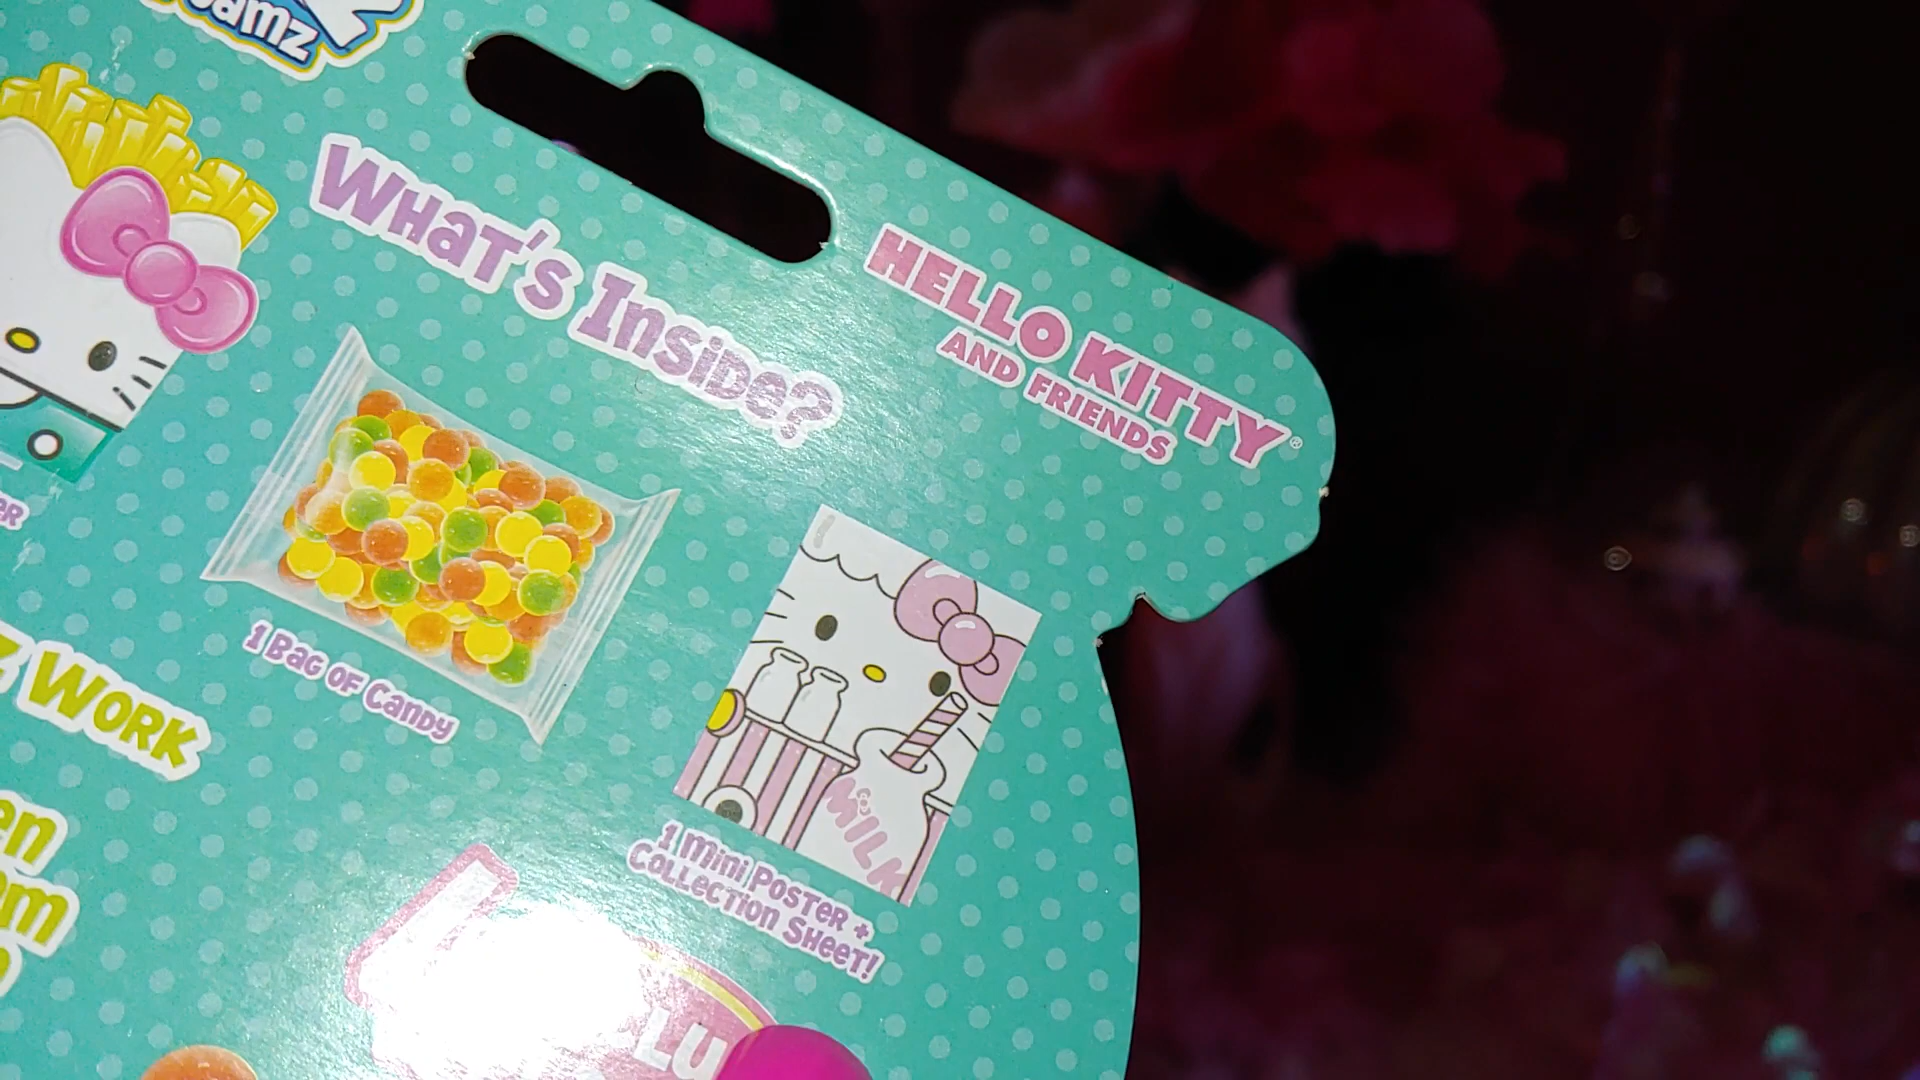 What's Inside?
HELLO KITTY®
AND FRIENDS
1 Bag of Candy
MILK
1 Mini Poster +
Collection Sheet!
Work